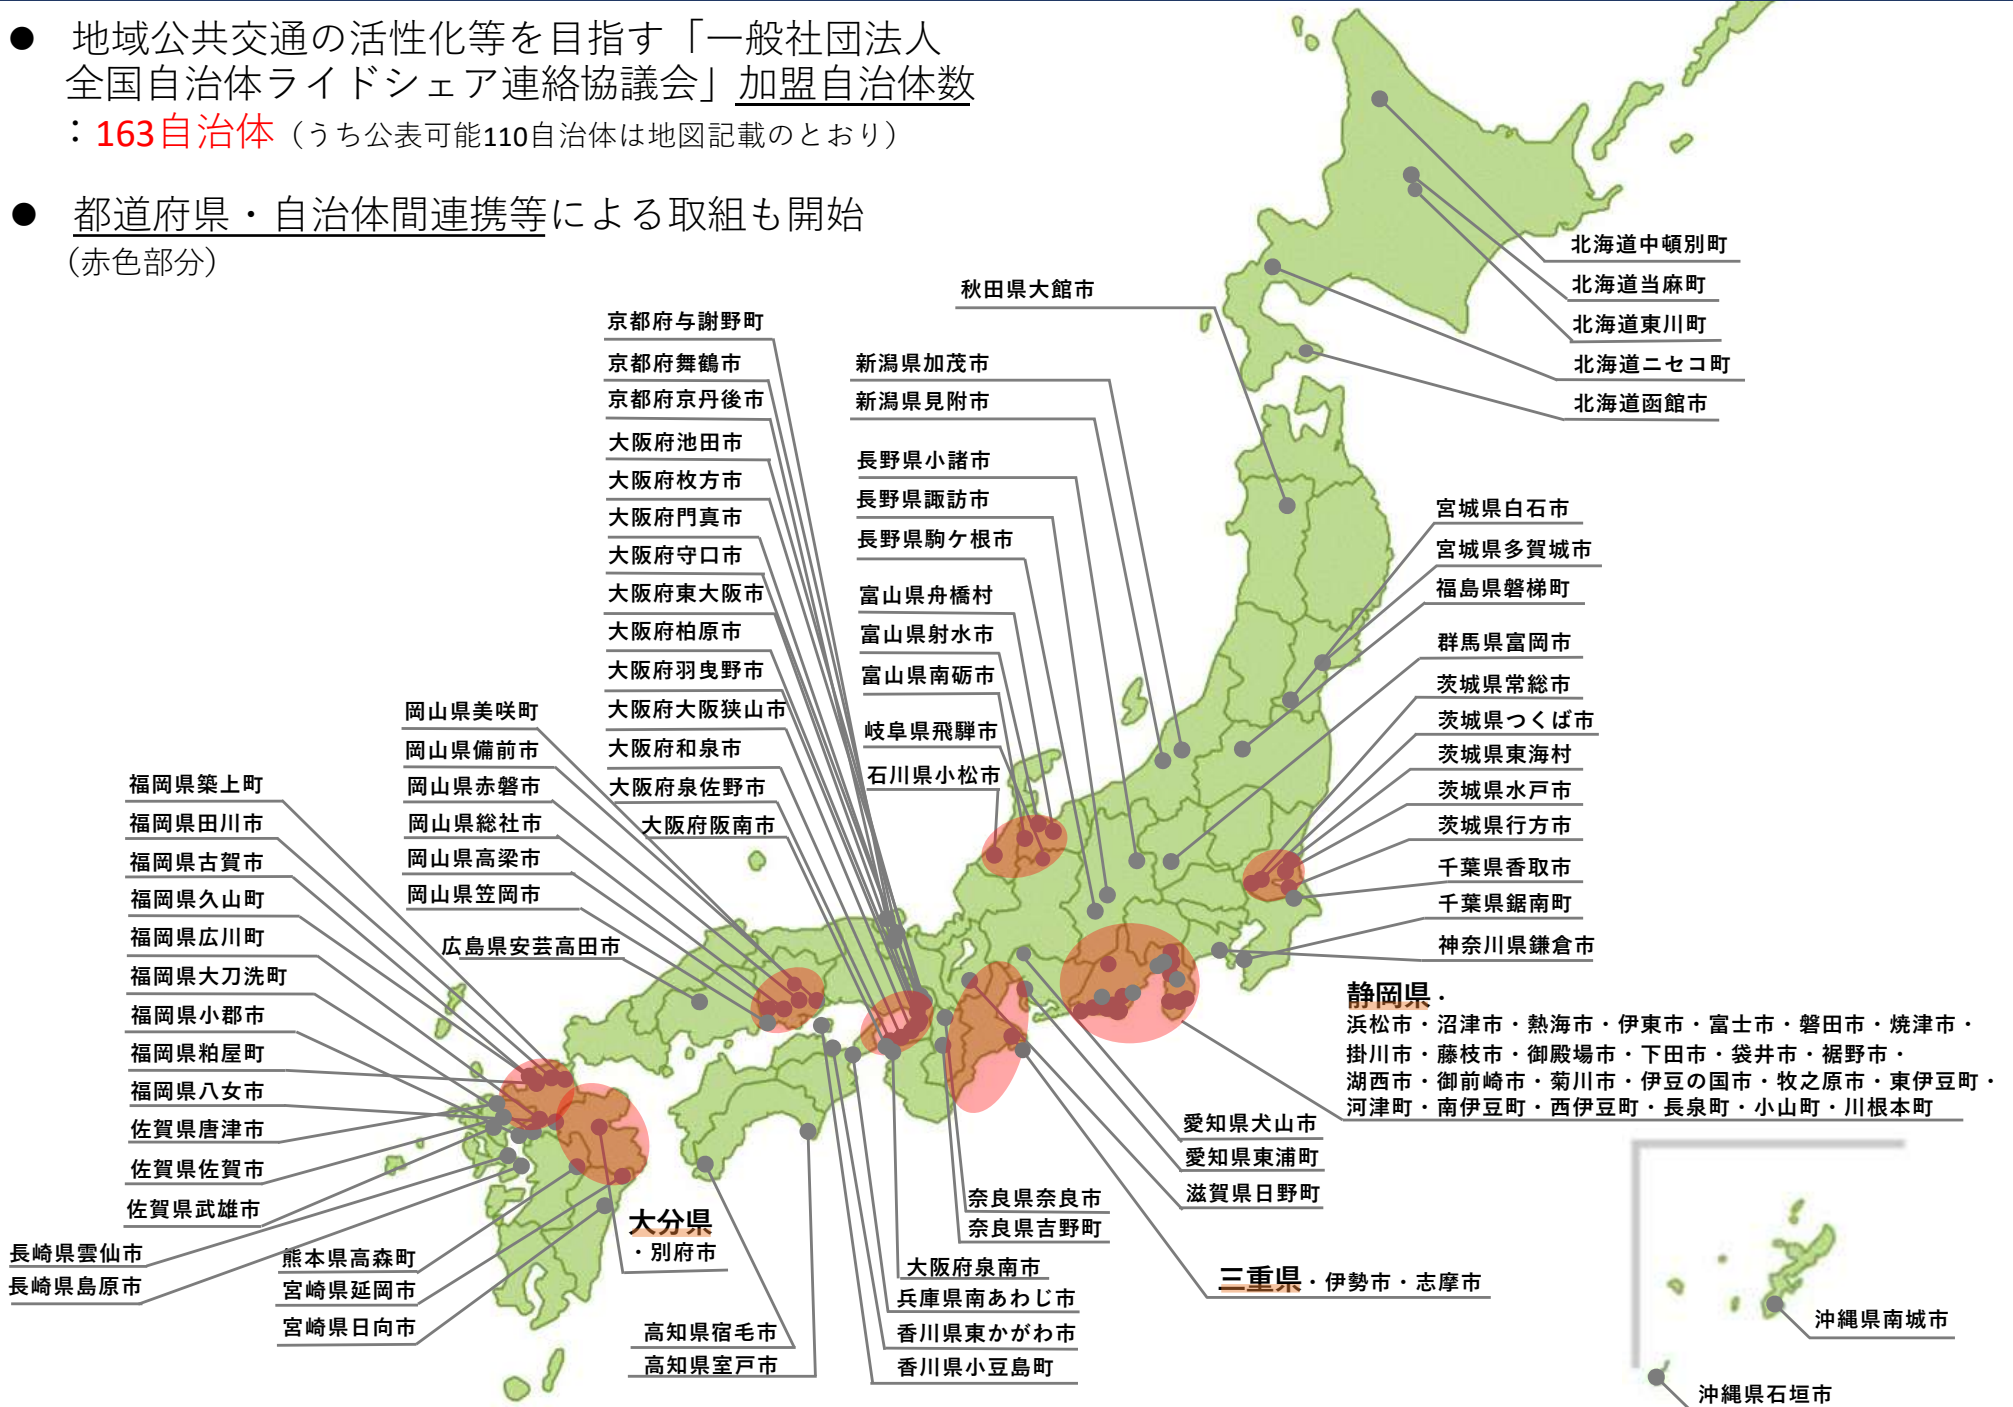 ● 地域公共交通の活性化等を目指す「一般社団法人
全国自治体ライドシェア連絡協議会」加盟自治体数
：163自治体（うち公表可能110自治体は地図記載のとおり）
● 都道府県・自治体間連携等による取組も開始
（赤色部分）
北海道中頓別町
北海道当麻町
北海道東川町
北海道ニセコ町
北海道函館市
秋田県大館市
京都府与謝野町
京都府舞鶴市
京都府京丹後市
大阪府池田市
大阪府枚方市
大阪府門真市
大阪府守口市
大阪府東大阪市
大阪府柏原市
大阪府羽曳野市
大阪府大阪狭山市
大阪府和泉市
大阪府泉佐野市
大阪府阪南市
新潟県加茂市
新潟県見附市
長野県小諸市
長野県諏訪市
長野県駒ケ根市
富山県舟橋村
富山県射水市
富山県南砺市
岐阜県飛騨市
石川県小松市
宮城県白石市
宮城県多賀城市
福島県磐梯町
群馬県富岡市
茨城県常総市
茨城県つくば市
茨城県東海村
茨城県水戸市
茨城県行方市
千葉県香取市
千葉県鋸南町
神奈川県鎌倉市
岡山県美咲町
岡山県備前市
岡山県赤磐市
岡山県総社市
岡山県高梁市
岡山県笠岡市
広島県安芸高田市
福岡県築上町
福岡県田川市
福岡県古賀市
福岡県久山町
福岡県広川町
福岡県大刀洗町
福岡県小郡市
福岡県粕屋町
福岡県八女市
佐賀県唐津市
佐賀県佐賀市
佐賀県武雄市
長崎県雲仙市
長崎県島原市
熊本県高森町
宮崎県延岡市
宮崎県日向市
大分県
・別府市
高知県宿毛市
高知県室戸市
静岡県・
浜松市・沼津市・熱海市・伊東市・富士市・磐田市・焼津市・
掛川市・藤枝市・御殿場市・下田市・袋井市・裾野市・
湖西市・御前崎市・菊川市・伊豆の国市・牧之原市・東伊豆町・
河津町・南伊豆町・西伊豆町・長泉町・小山町・川根本町
愛知県犬山市
愛知県東浦町
滋賀県日野町
奈良県奈良市
奈良県吉野町
大阪府泉南市
兵庫県南あわじ市
香川県東かがわ市
香川県小豆島町
三重県・伊勢市・志摩市
沖縄県南城市
沖縄県石垣市